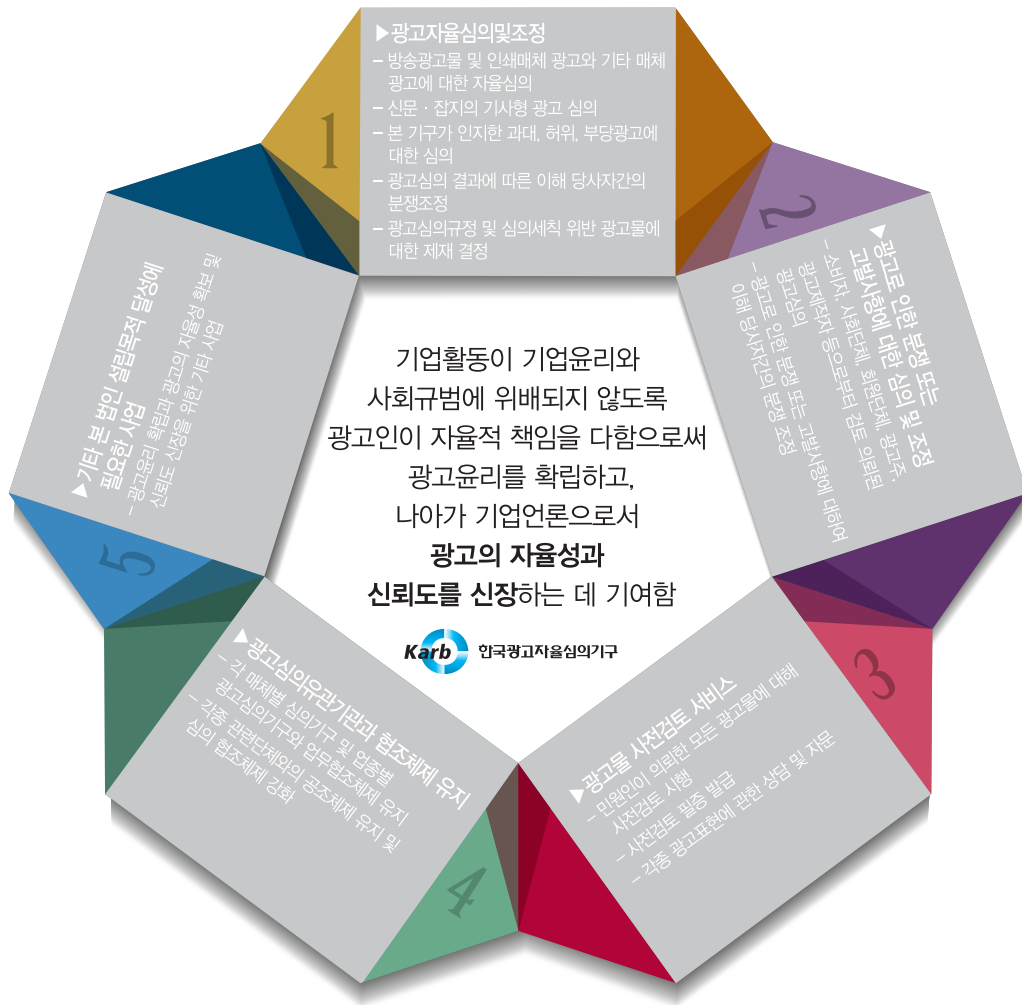 1
▶광고자율심의및조정
– 방송광고물 및 인쇄매체 광고와 기타 매체
광고에 대한 자율심의
– 신문 · 잡지의 기사형 광고 심의
– 본 기구가 인지한 과대, 허위, 부당광고에
대한 심의
– 광고심의 결과에 따른 이해 당사자간의
분쟁조정
– 광고심의규정 및 심의세칙 위반 광고물에
대한 제재 결정
2
▶광고로 인한 분쟁 또는
고발사항에 대한 심의 및 조정
– 소비자, 사회단체, 회원단체, 광고주,
광고제작자 등으로부터 검토 의뢰된
광고심의
– 광고로 인한 분쟁 또는 고발사항에 대하여
이해 당사자간의 분쟁 조정
3
▶광고물 사전검토 서비스
– 민원인이 의뢰한 모든 광고물에 대해
사전검토 시행
– 사전검토 필증 발급
– 각종 광고표현에 관한 상담 및 자문
4
▶광고심의유관기관과 협조체제 유지
– 각 매체별 심의기구 및 업종별
광고심의기구와 업무협조체제 유지
– 각종 관련단체와의 공조체제 유지 및
심의 협조체제 강화
5
▶기타 본 법인 설립목적 달성에
필요한 사업
– 광고윤리 확립과 광고의 자율성 확보 및
신뢰도 신장을 위한 기타 사업
기업활동이 기업윤리와
사회규범에 위배되지 않도록
광고인이 자율적 책임을 다함으로써
광고윤리를 확립하고,
나아가 기업언론으로서
광고의 자율성과
신뢰도를 신장하는 데 기여함
Karb 한국광고자율심의기구